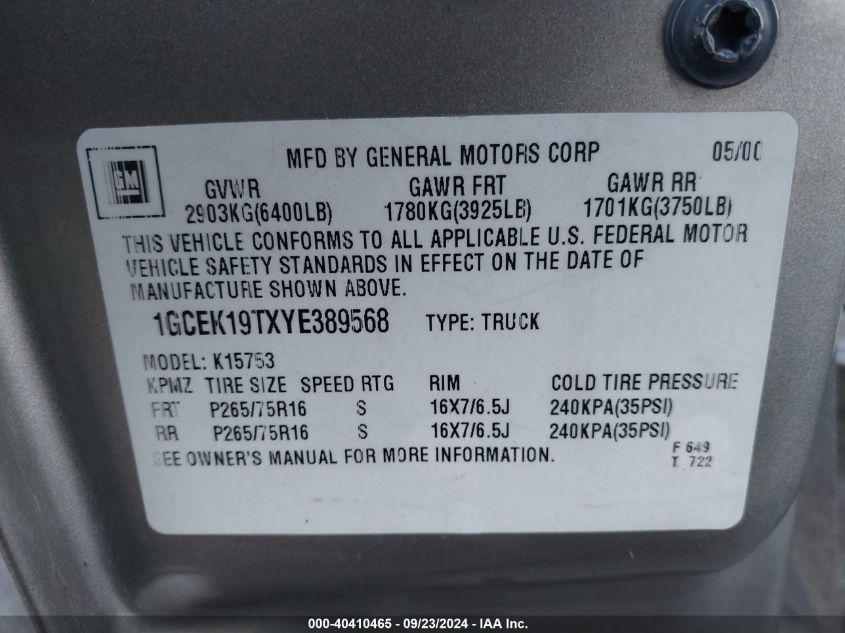 GM
MFD BY GENERAL MOTORS CORP 05/00
GVWR GAWR FRT GAWR RR
2903KG(6400LB) 1780KG(3925LB) 1701KG(3750LB)
THIS VEHICLE CONFORMS TO ALL APPLICABLE U.S. FEDERAL MOTOR
VEHICLE SAFETY STANDARDS IN EFFECT ON THE DATE OF
MANUFACTURE SHOWN ABOVE.
1GCEK19TXYE389568 TYPE: TRUCK
MODEL: K15753
KPMZ TIRE SIZE SPEED RTG RIM COLD TIRE PRESSURE
FRT P265/75R16 S 16X7/6.5J 240KPA(35PSI)
RR P265/75R16 S 16X7/6.5J 240KPA(35PSI)
SEE OWNER'S MANUAL FOR MORE INFORMATION.
F 649
T 722
000-40410465 - 09/23/2024 - IAA Inc.